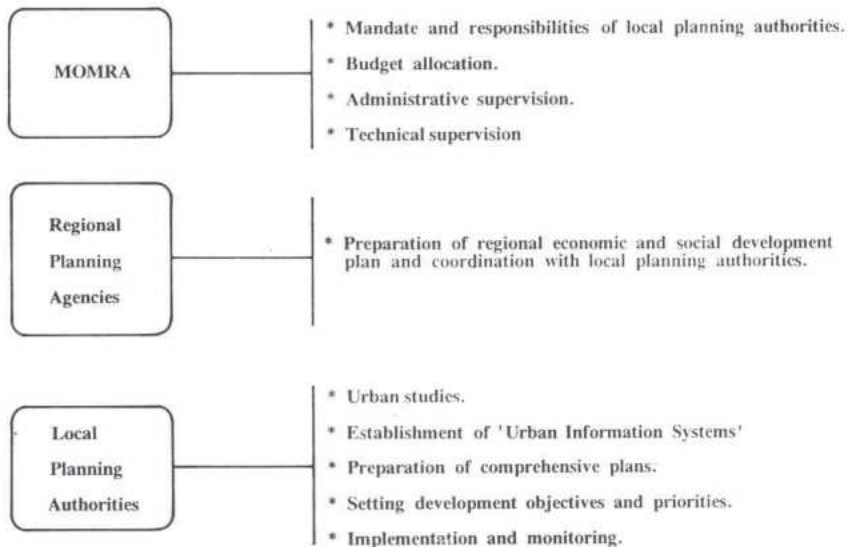 MOMRA
* Mandate and responsibilities of local planning authorities.
* Budget allocation.
* Administrative supervision.
* Technical supervision
Regional
Planning
Agencies
* Preparation of regional economic and social development
plan and coordination with local planning authorities.
Local
Planning
Authorities
* Urban studies.
* Establishment of 'Urban Information Systems'
* Preparation of comprehensive plans.
* Setting development objectives and priorities.
* Implementation and monitoring.